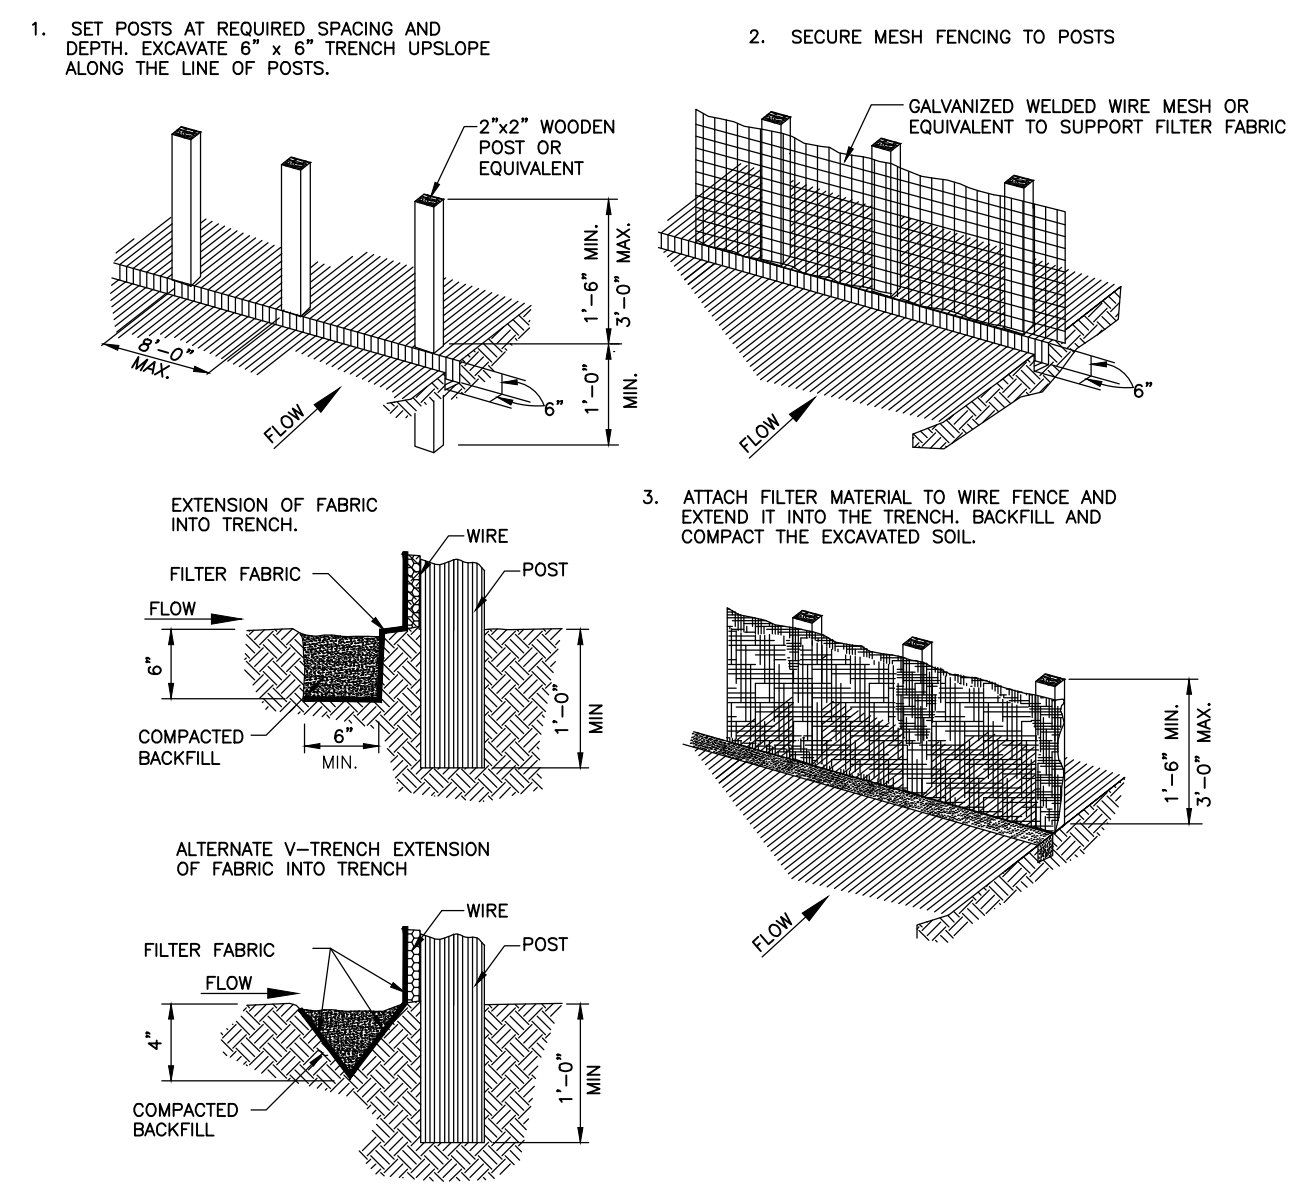 1. SET POSTS AT REQUIRED SPACING AND
DEPTH. EXCAVATE 6" x 6" TRENCH UPSLOPE
ALONG THE LINE OF POSTS.
2"x2" WOODEN
POST OR
EQUIVALENT
1'-6" MIN.
3'-0" MAX.
8'-0"
MAX.
1'-0"
MIN.
6"
FLOW
2. SECURE MESH FENCING TO POSTS
GALVANIZED WELDED WIRE MESH OR
EQUIVALENT TO SUPPORT FILTER FABRIC
6"
FLOW
EXTENSION OF FABRIC
INTO TRENCH.
WIRE
FILTER FABRIC
POST
FLOW
6"
1'-0"
MIN
COMPACTED
BACKFILL
6"
MIN.
3. ATTACH FILTER MATERIAL TO WIRE FENCE AND
EXTEND IT INTO THE TRENCH. BACKFILL AND
COMPACT THE EXCAVATED SOIL.
1'-6" MIN.
3'-0" MAX.
FLOW
ALTERNATE V-TRENCH EXTENSION
OF FABRIC INTO TRENCH
WIRE
FILTER FABRIC
POST
FLOW
4"
1'-0"
MIN
COMPACTED
BACKFILL